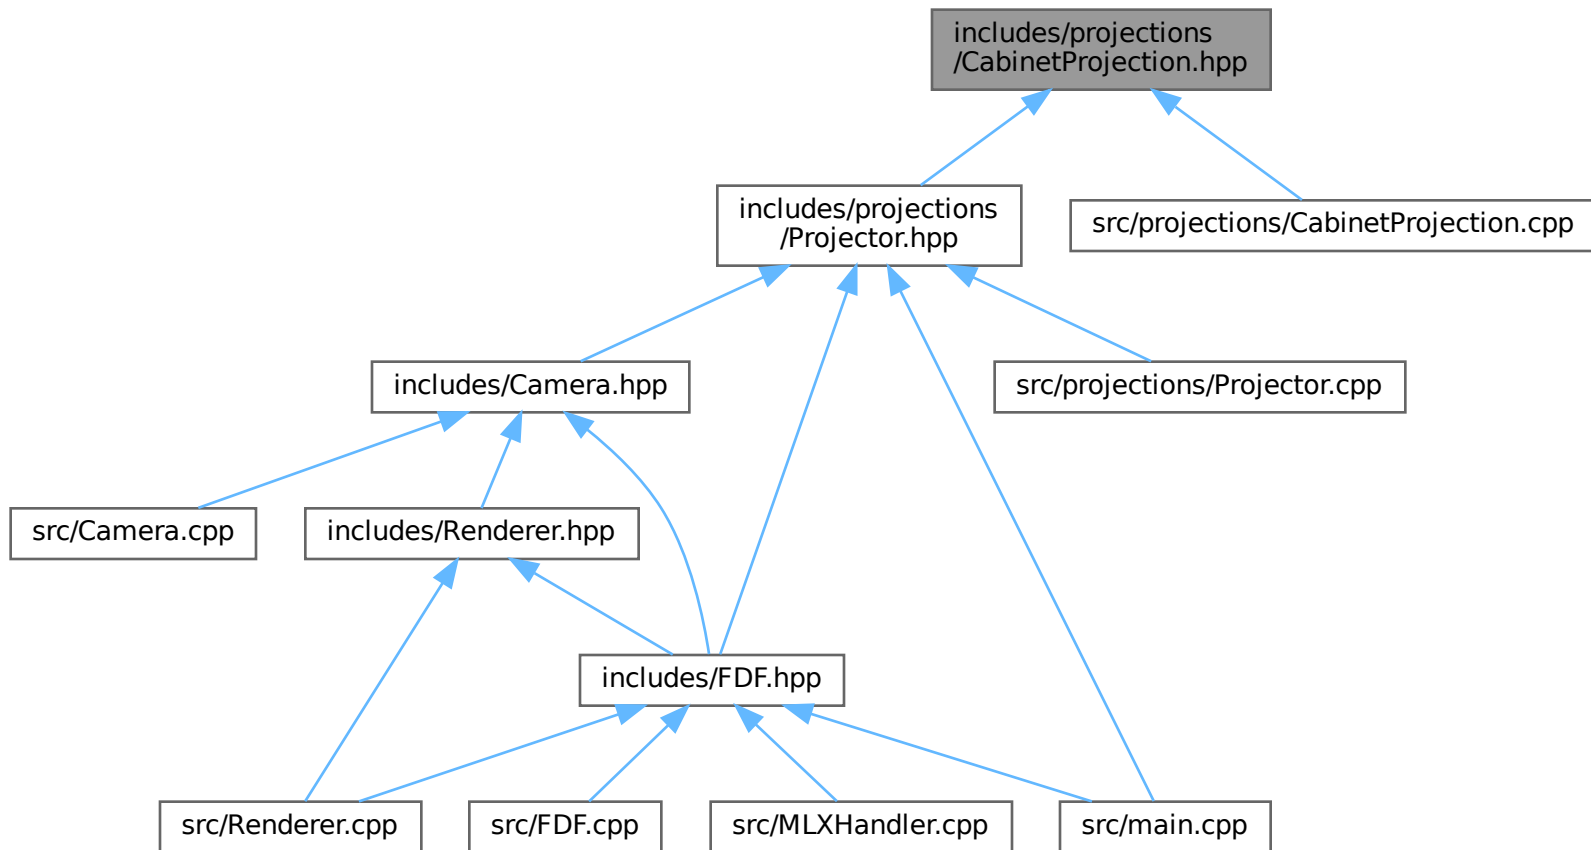 includes/projections
/CabinetProjection.hpp
includes/projections
/Projector.hpp
src/projections/CabinetProjection.cpp
includes/Camera.hpp
src/projections/Projector.cpp
src/Camera.cpp
includes/Renderer.hpp
includes/FDF.hpp
src/Renderer.cpp
src/FDF.cpp
src/MLXHandler.cpp
src/main.cpp